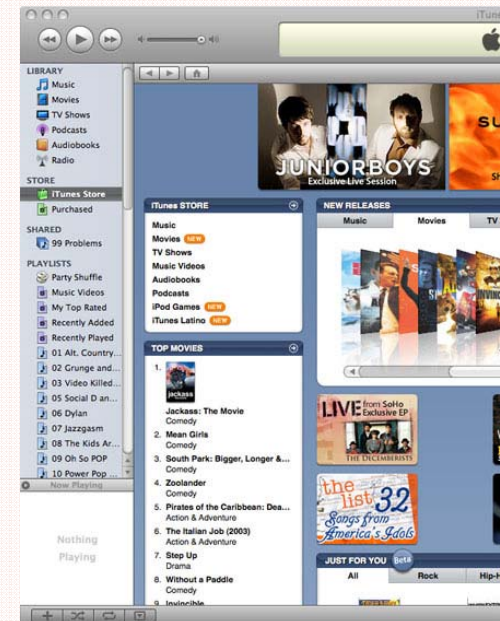 iTunes
LIBRARY
Music
Movies
TV Shows
Podcasts
Audiobooks
Radio
STORE
iTunes Store
Purchased
SHARED
99 Problems
PLAYLISTS
Party Shuffle
Music Videos
My Top Rated
Recently Added
Recently Played
01 Alt. Country...
02 Grunge and...
03 Video Killed...
05 Social D an...
06 Dylan
07 Jazzgasm
08 The Kids Ar...
09 Oh So POP
10 Power Pop ...
Now Playing
Nothing
Playing
JUNIORBOYS
Exclusive Live Session
SU
Sh
iTunes STORE
Music
Movies NEW
TV Shows
Music Videos
Audiobooks
Podcasts
iPod Games NEW
iTunes Latino NEW
TOP MOVIES
1.
jackass
Jackass: The Movie
Comedy
2. Mean Girls
Comedy
3. South Park: Bigger, Longer &...
Comedy
4. Zoolander
Comedy
5. Pirates of the Caribbean: Dea...
Action & Adventure
6. The Italian Job (2003)
Action & Adventure
7. Step Up
Drama
8. Without a Paddle
Comedy
9. Invincible
NEW RELEASES
Music Movies TV
INVINC
LIVE from SoHo
Exclusive EP
THE DECEMBERISTS
the list 32
Songs from
America's Idols
JUST FOR YOU Beta
All Rock Hip-H